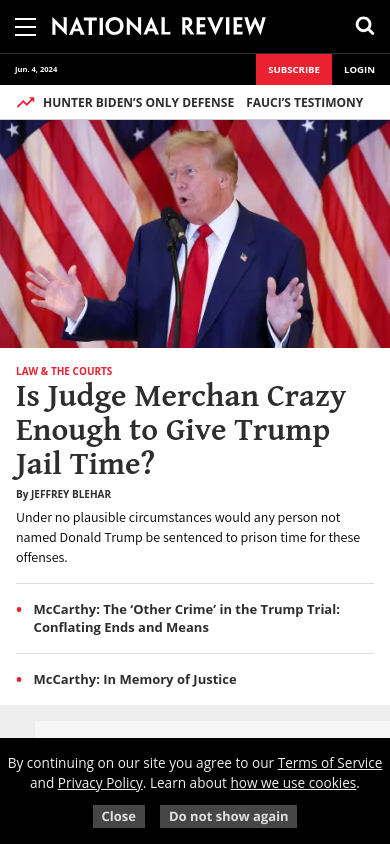 NATIONAL REVIEW
Jun. 4, 2024
SUBSCRIBE
LOGIN
HUNTER BIDEN'S ONLY DEFENSE
FAUCI'S TESTIMONY
LAW & THE COURTS
Is Judge Merchan Crazy
Enough to Give Trump
Jail Time?
By JEFFREY BLEHAR
Under no plausible circumstances would any person not
named Donald Trump be sentenced to prison time for these
offenses.
• McCarthy: The ‘Other Crime’ in the Trump Trial:
Conflating Ends and Means
• McCarthy: In Memory of Justice
By continuing on our site you agree to our Terms of Service
and Privacy Policy. Learn about how we use cookies.
Close
Do not show again